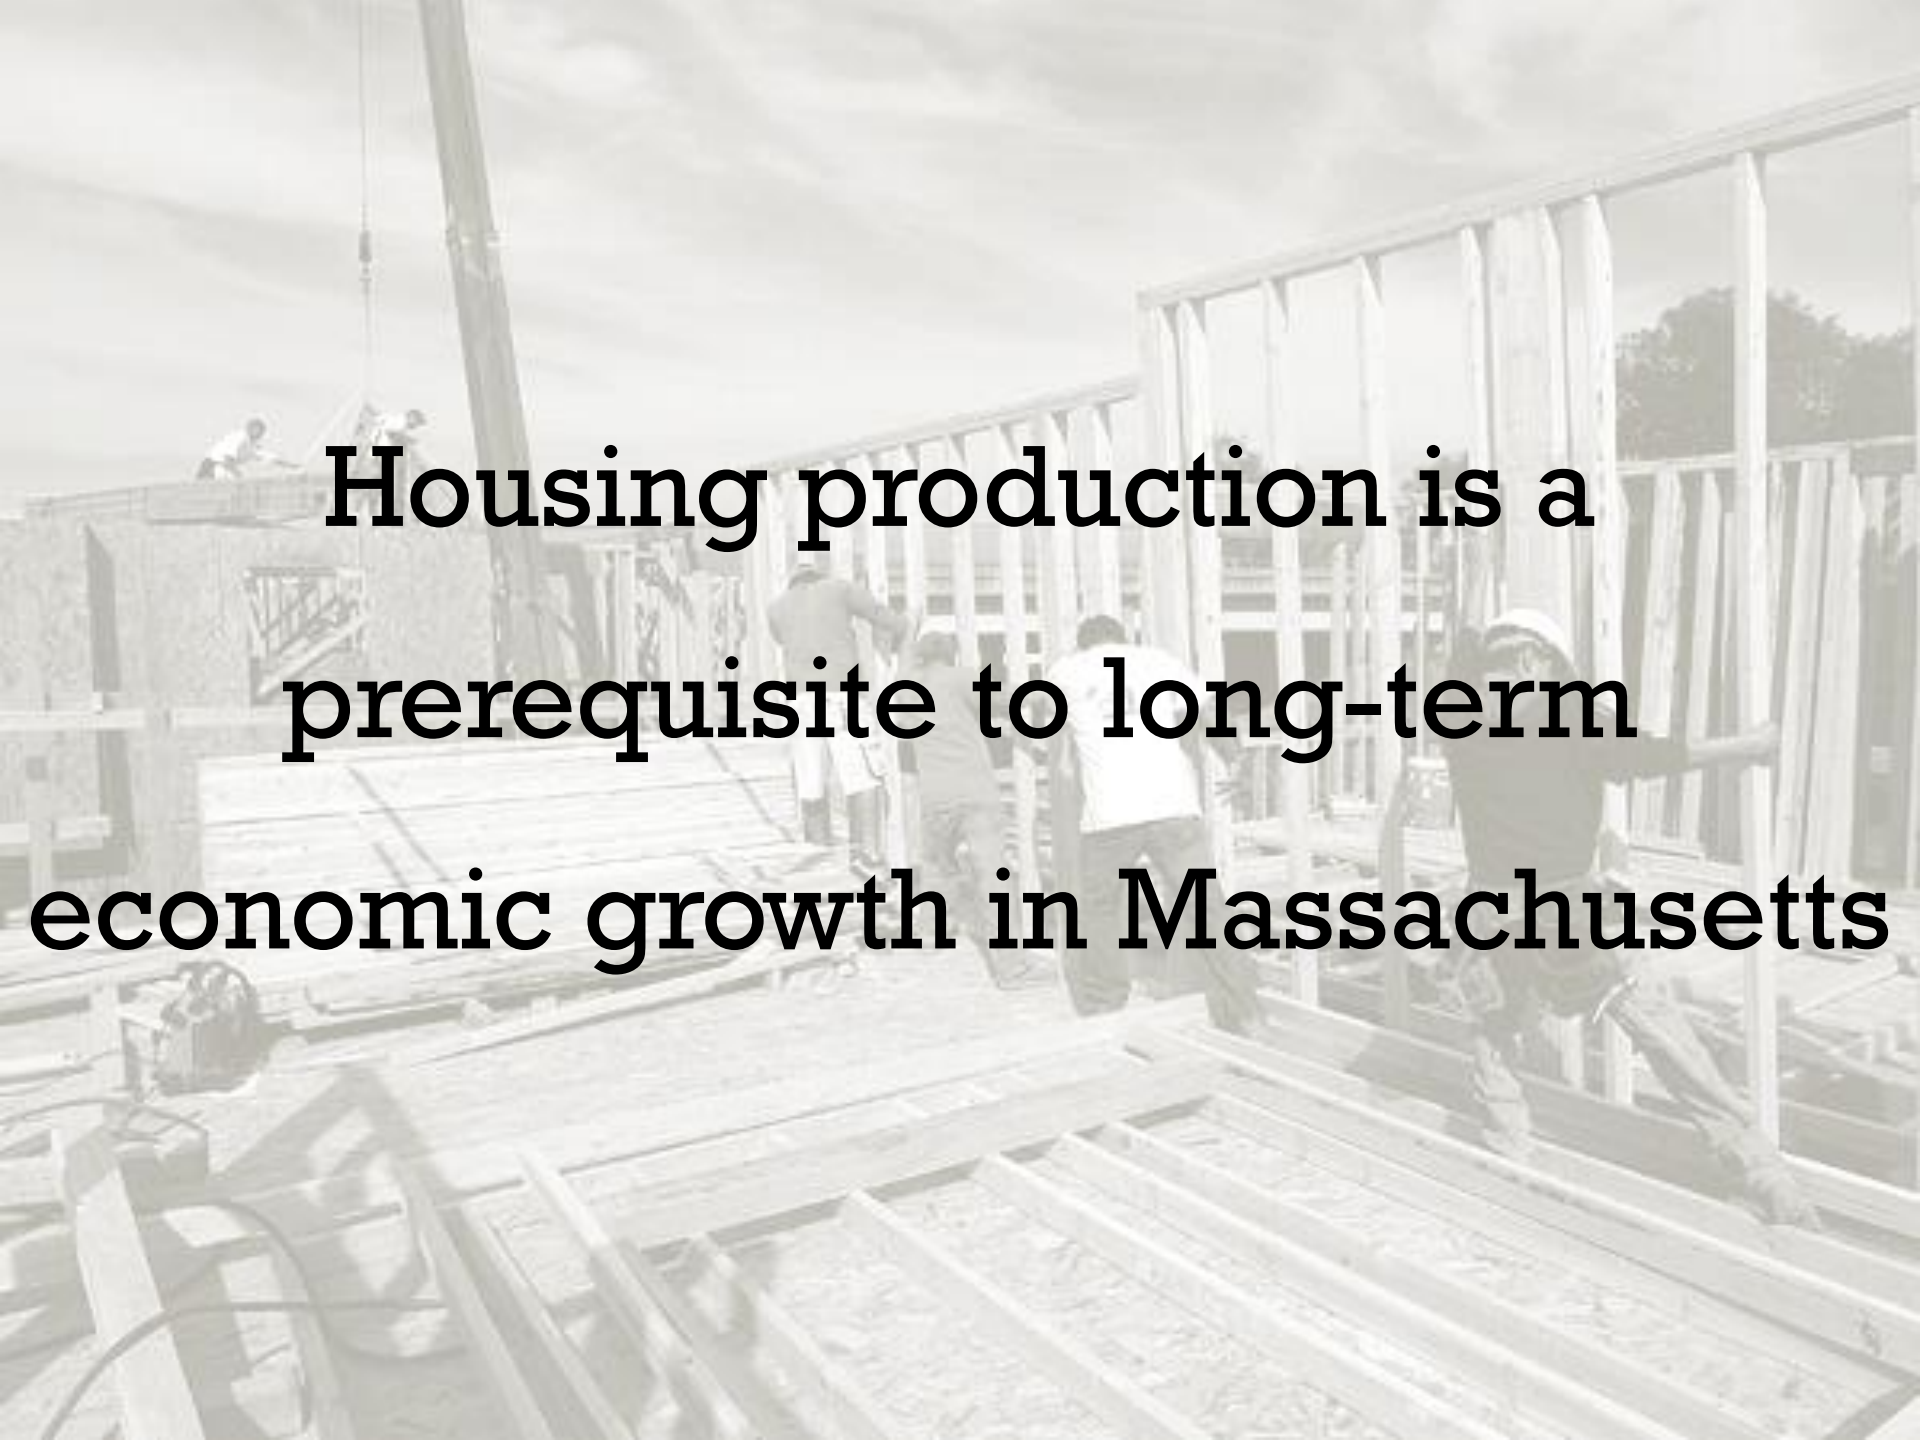 Housing production is a
prerequisite to long-term
economic growth in Massachusetts